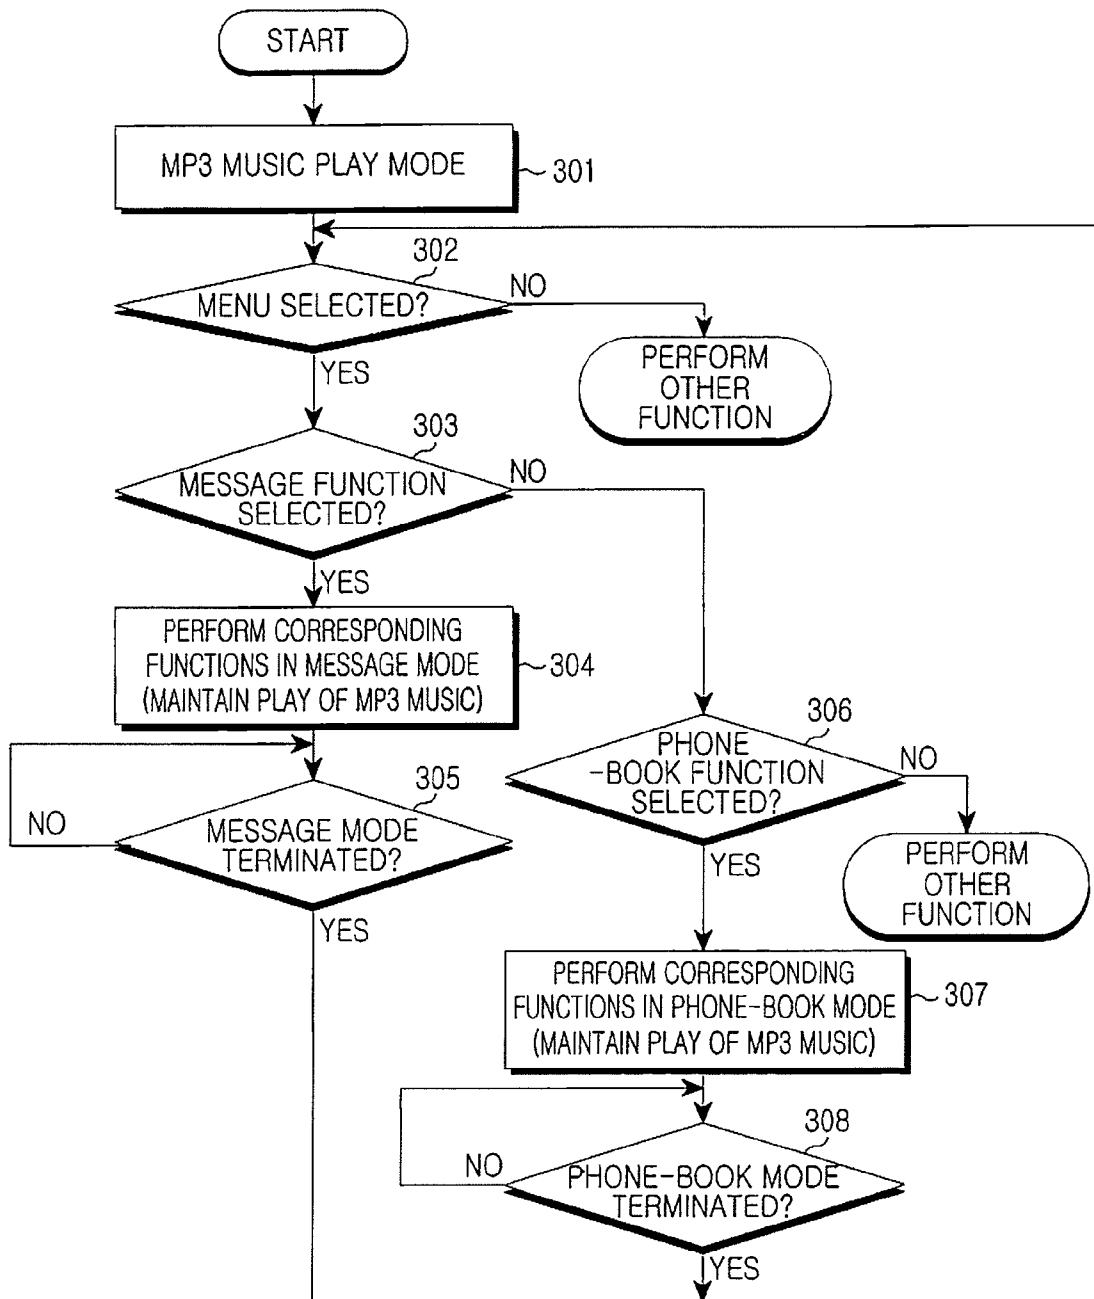 START
MP3 MUSIC PLAY MODE
301
302
MENU SELECTED?
NO
YES
PERFORM
OTHER
FUNCTION
303
MESSAGE FUNCTION
SELECTED?
NO
YES
PERFORM CORRESPONDING
FUNCTIONS IN MESSAGE MODE
(MAINTAIN PLAY OF MP3 MUSIC)
304
305
MESSAGE MODE
TERMINATED?
NO
YES
306
PHONE
-BOOK FUNCTION
SELECTED?
NO
YES
PERFORM
OTHER
FUNCTION
PERFORM CORRESPONDING
FUNCTIONS IN PHONE-BOOK MODE
(MAINTAIN PLAY OF MP3 MUSIC)
307
308
PHONE-BOOK MODE
TERMINATED?
NO
YES